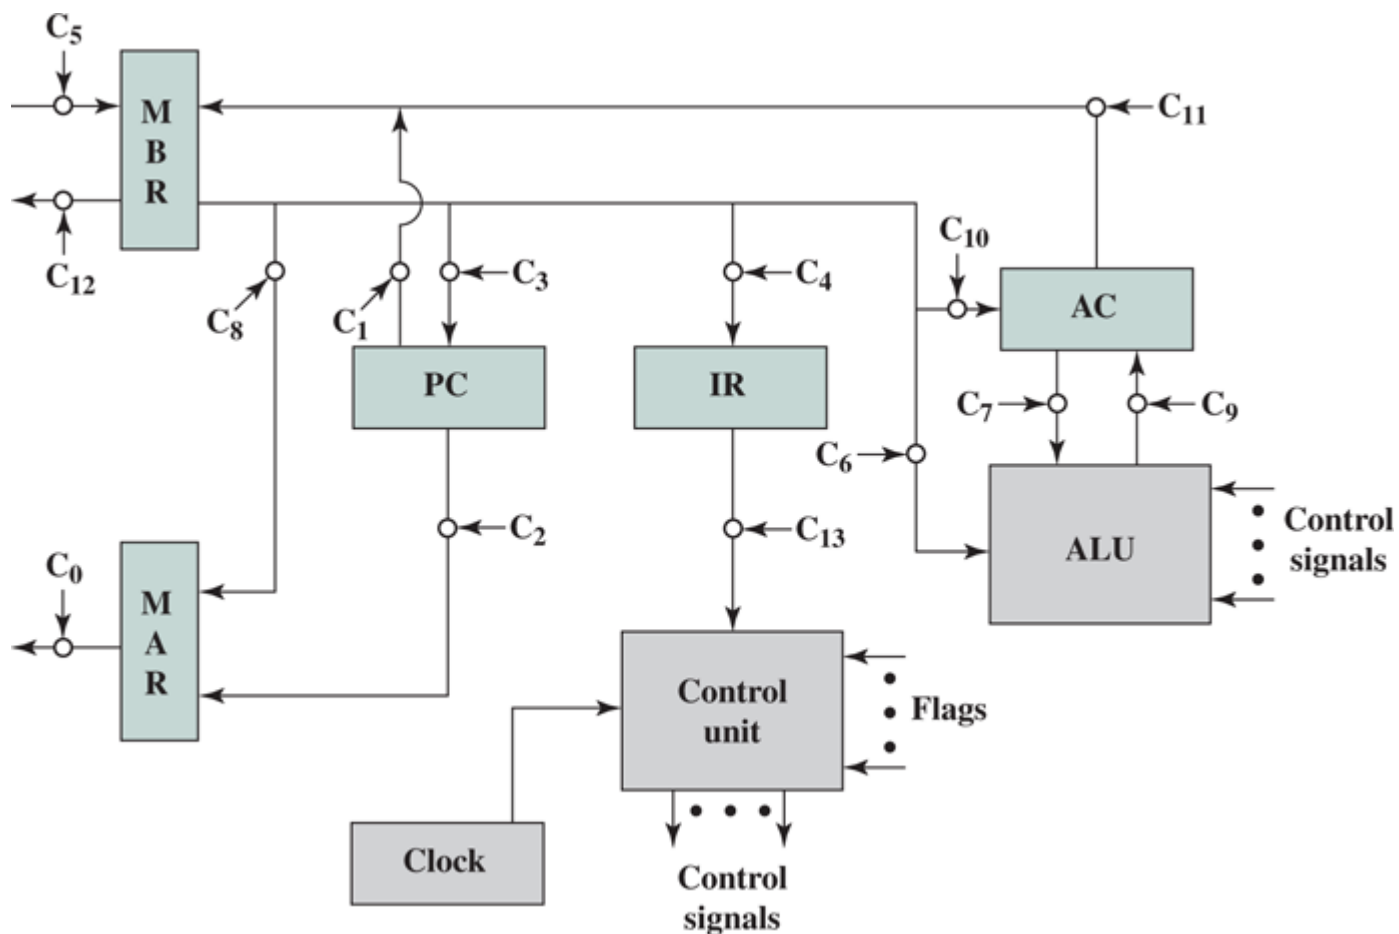 C5
M
B
R
C11
C12
C8
C1
C3
C4
C10
AC
PC
IR
C7
C9
C6
C2
C13
ALU
Control
signals
C0
M
A
R
Control
unit
Flags
Clock
Control
signals